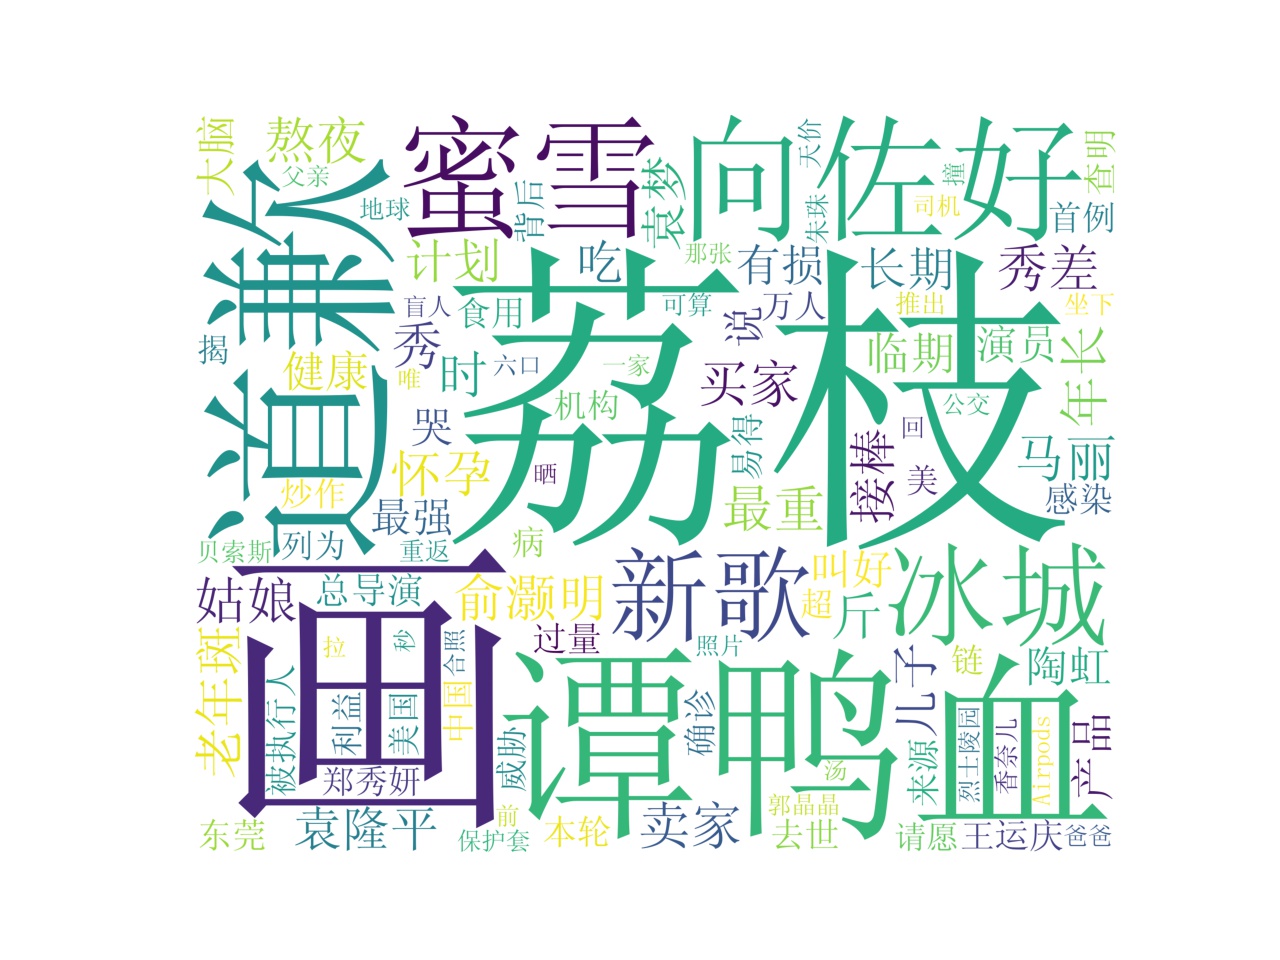 大脑
熬夜
父亲
地球
道兼久
蜜雪
背后
袁梦
向佐好
天价
朱珠
撞
司机
查明
首例
计划
吃
那张
有损
长期
秀差
揭
盲人
食用
可算
说
万人
推出
坐下
健康
唯
秀
时
六口
荔枝
一家
买家
临期
演员
年长
机构
易得
公交
哭
接棒
回
马丽
炒作
怀孕
晒
美
最强
最重
感染
贝索斯
列为
重返
病
画
姑娘
总导演
俞灏明
新歌
叫好
超
斤
冰城
过量
照片
谭鸭血
老年斑
被执行人
拉
秒
合照
利益
美国
中国
威胁
确诊
儿子
链
陶虹
来源
烈士陵园
香奈儿
Airpods
产品
郑秀妍
汤
郭晶晶
东莞
袁隆平
前
保护套
本轮
卖家
去世
请愿
王运庆
爸爸